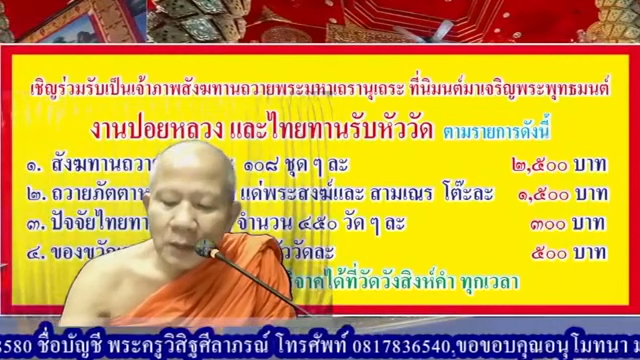 เชิญร่วมรับเป็นเจ้าภาพสังฆทานถวายพระมหาเถรานุเถระ ที่นิมนต์มาเจริญพระพุทธมนต์
งานปอยหลวง และไทยทานรับหัววัด ตามรายการดังนี้
๑. สังฆทานถวาย ๑๐๘ ชุด ๆ ละ ๒,๕๐๐ บาท
๒. ถวายภัตตาห แด่พระสงฆ์และ สามเณร โต๊ะละ ๑,๕๐๐ บาท
๓. ปัจจัยไทยทาน จำนวน ๔๕๐ วัด ๆ ละ ๓๐๐ บาท
๔. ของขวัญ หัววัดละ ๕๐๐ บาท
ได้ที่วัดวังสิงห์คำ ทุกเวลา
8580 ชื่อบัญชี พระครูวิสิฐศีลาภรณ์ โทรศัพท์ 0817836540,ขอขอบคุณอนุโมทนา